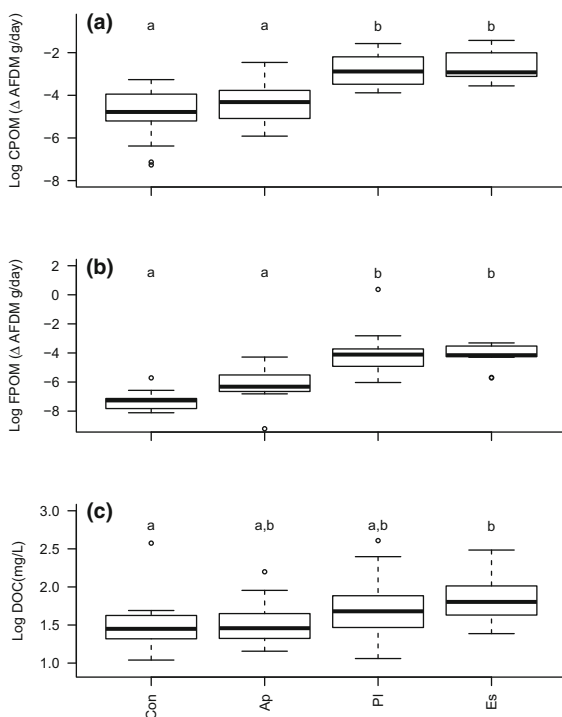 (a)
a a b b
Log CPOM (Δ AFDM g/day)
−2
−4
−6
−8
(b)
a a b b
Log FPOM (Δ AFDM g/day)
2
0
−2
−4
−6
−8
(c)
a a,b a,b b
Log DOC(mg/L)
3.0
2.5
2.0
1.5
1.0
Con Ap Pl Es